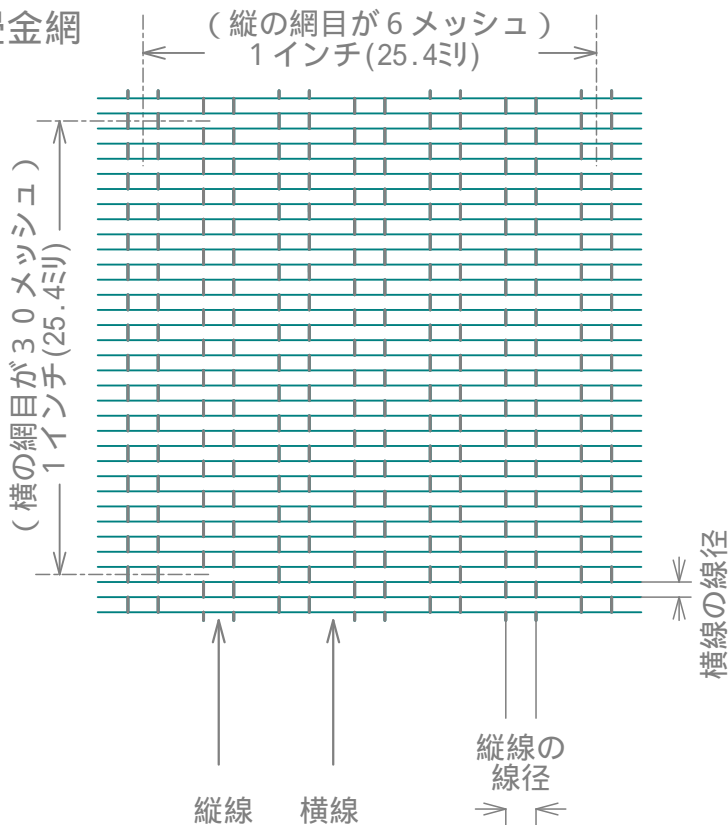 金網
(縦の網目が6メッシュ)
1インチ(25.4ミリ)
(横の網目が30メッシュ)
1インチ(25.4ミリ)
横線の線径
縦線の
線径
縦線
横線